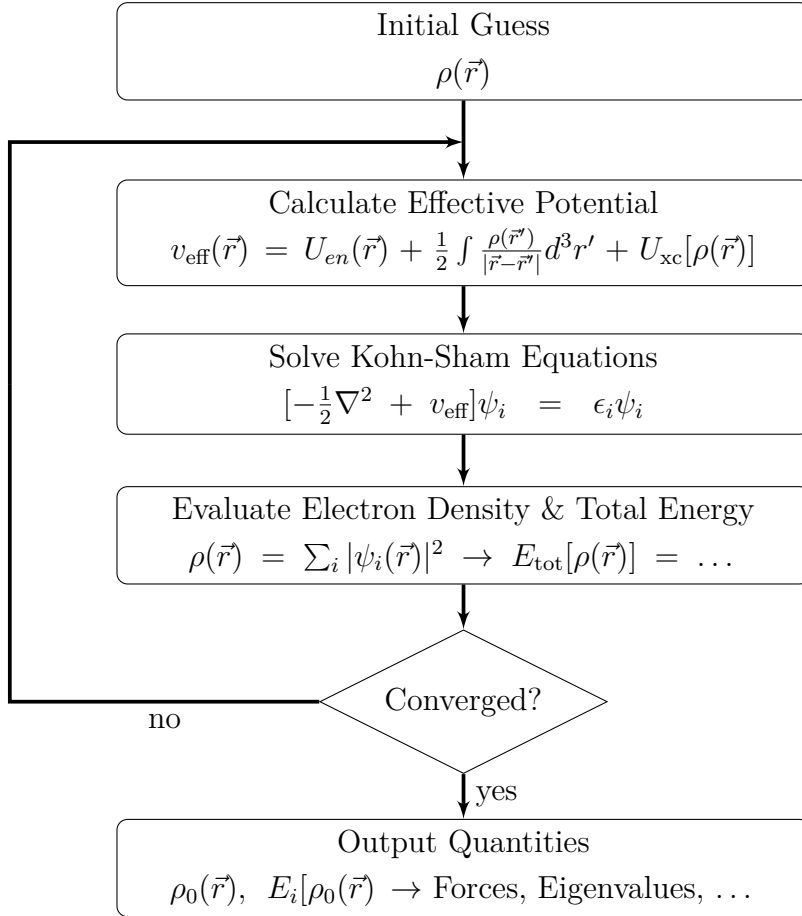 Initial Guess
ρ(r⃗)
Calculate Effective Potential
v_eff(r⃗) = U_en(r⃗) + 1/2 ∫ ρ(r⃗′)/|r⃗−r⃗′| d³r′ + U_xc[ρ(r⃗)]
Solve Kohn-Sham Equations
[−1/2∇² + v_eff]ψ_i = ϵ_iψ_i
Evaluate Electron Density & Total Energy
ρ(r⃗) = ∑_i |ψ_i(r⃗)|² → E_tot[ρ(r⃗)] = …
Converged?
no
yes
Output Quantities
ρ₀(r⃗), E_i[ρ₀(r⃗) → Forces, Eigenvalues, …